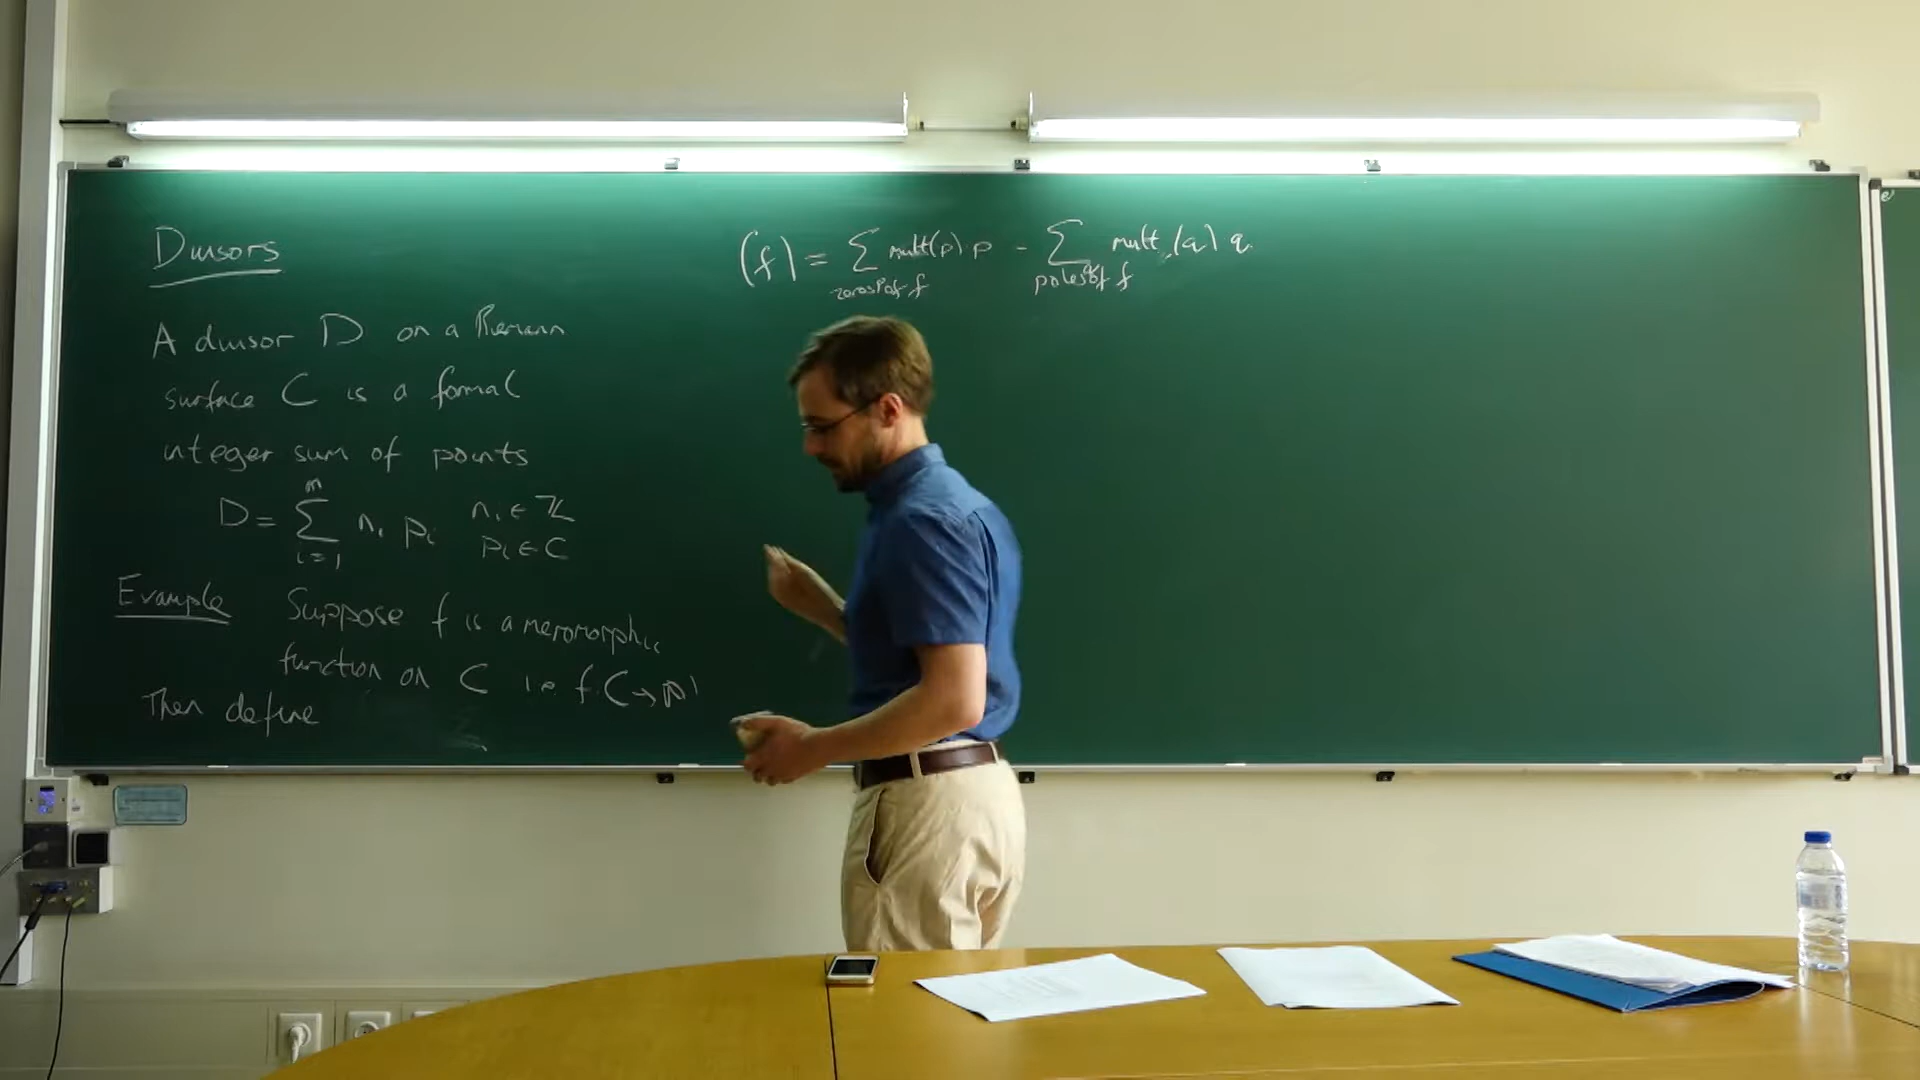 Divisors
A divisor D on a Riemann
surface C is a formal
integer sum of points
D = ∑_{i=1}^{m} n_i p_i   n_i ∈ ℤ
p_i ∈ C
Example   Suppose f is a meromorphic
function on C i.e. f: C → P¹
Then define
(f) = ∑_{zeros p of f} mult(p) p − ∑_{poles q of f} mult(q) q